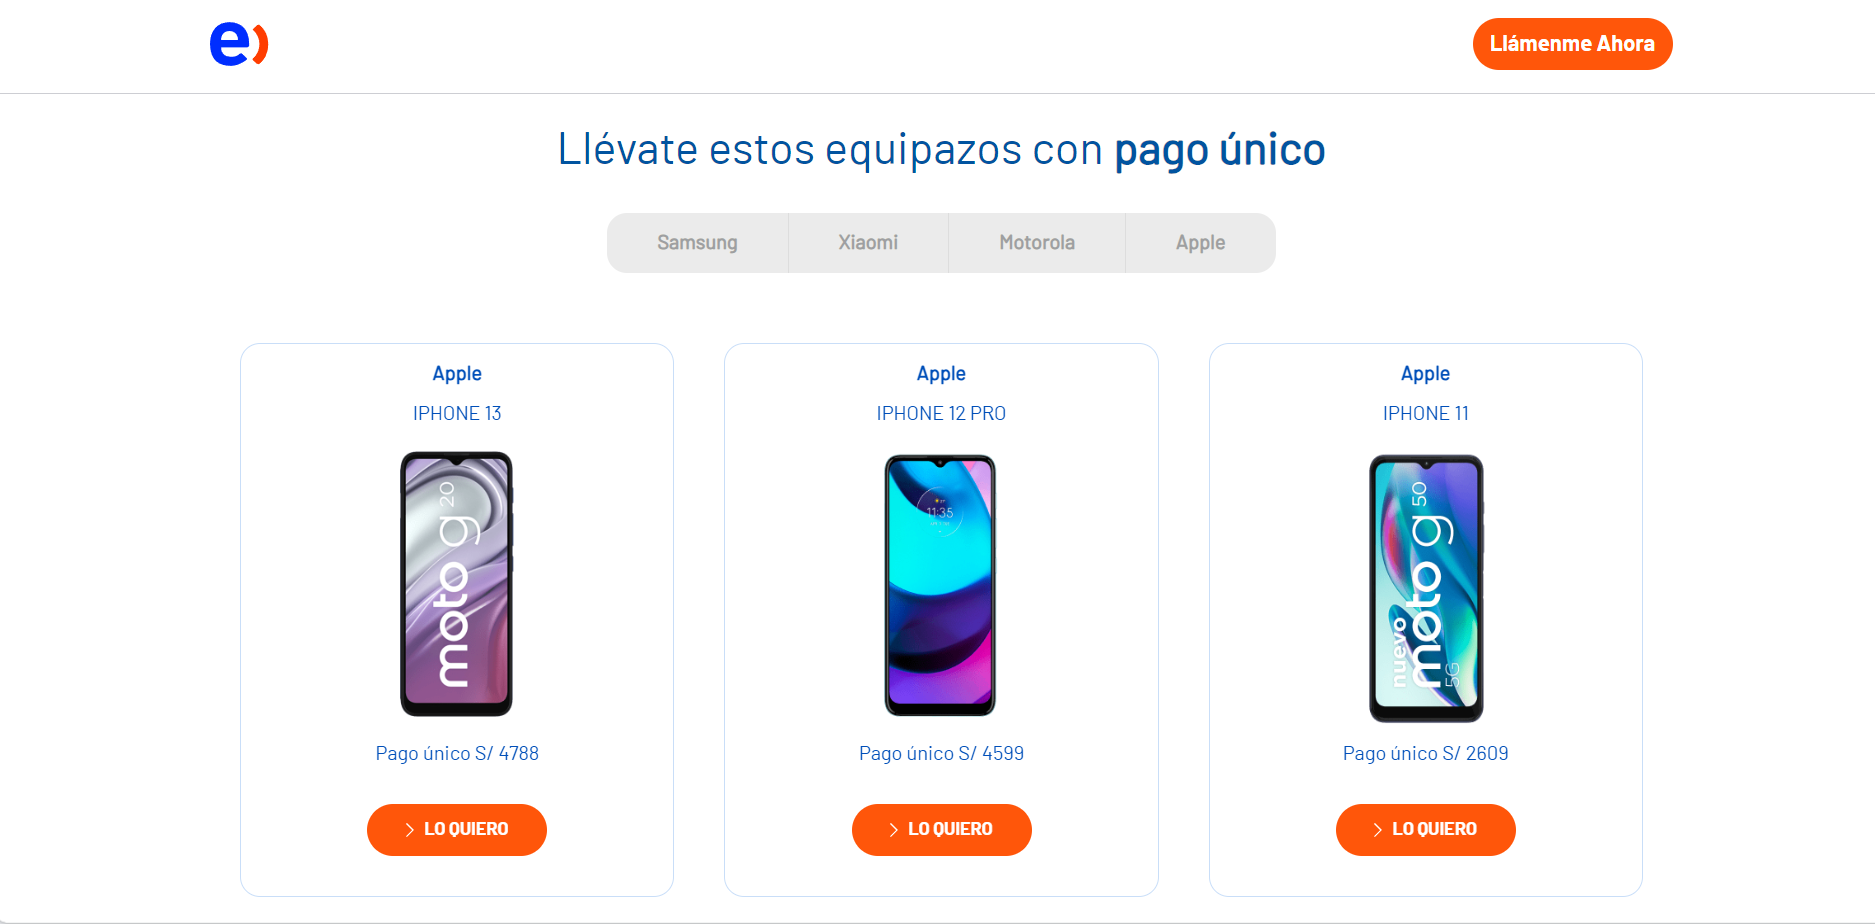 e)
Llámenme Ahora
Llévate estos equipazos con pago único
Samsung
Xiaomi
Motorola
Apple
Apple
IPHONE 13
moto g 20
Pago único S/ 4788
LO QUIERO
Apple
IPHONE 12 PRO
11:35
Pago único S/ 4599
LO QUIERO
Apple
IPHONE 11
nuevo
moto g 50
5G
Pago único S/ 2609
LO QUIERO